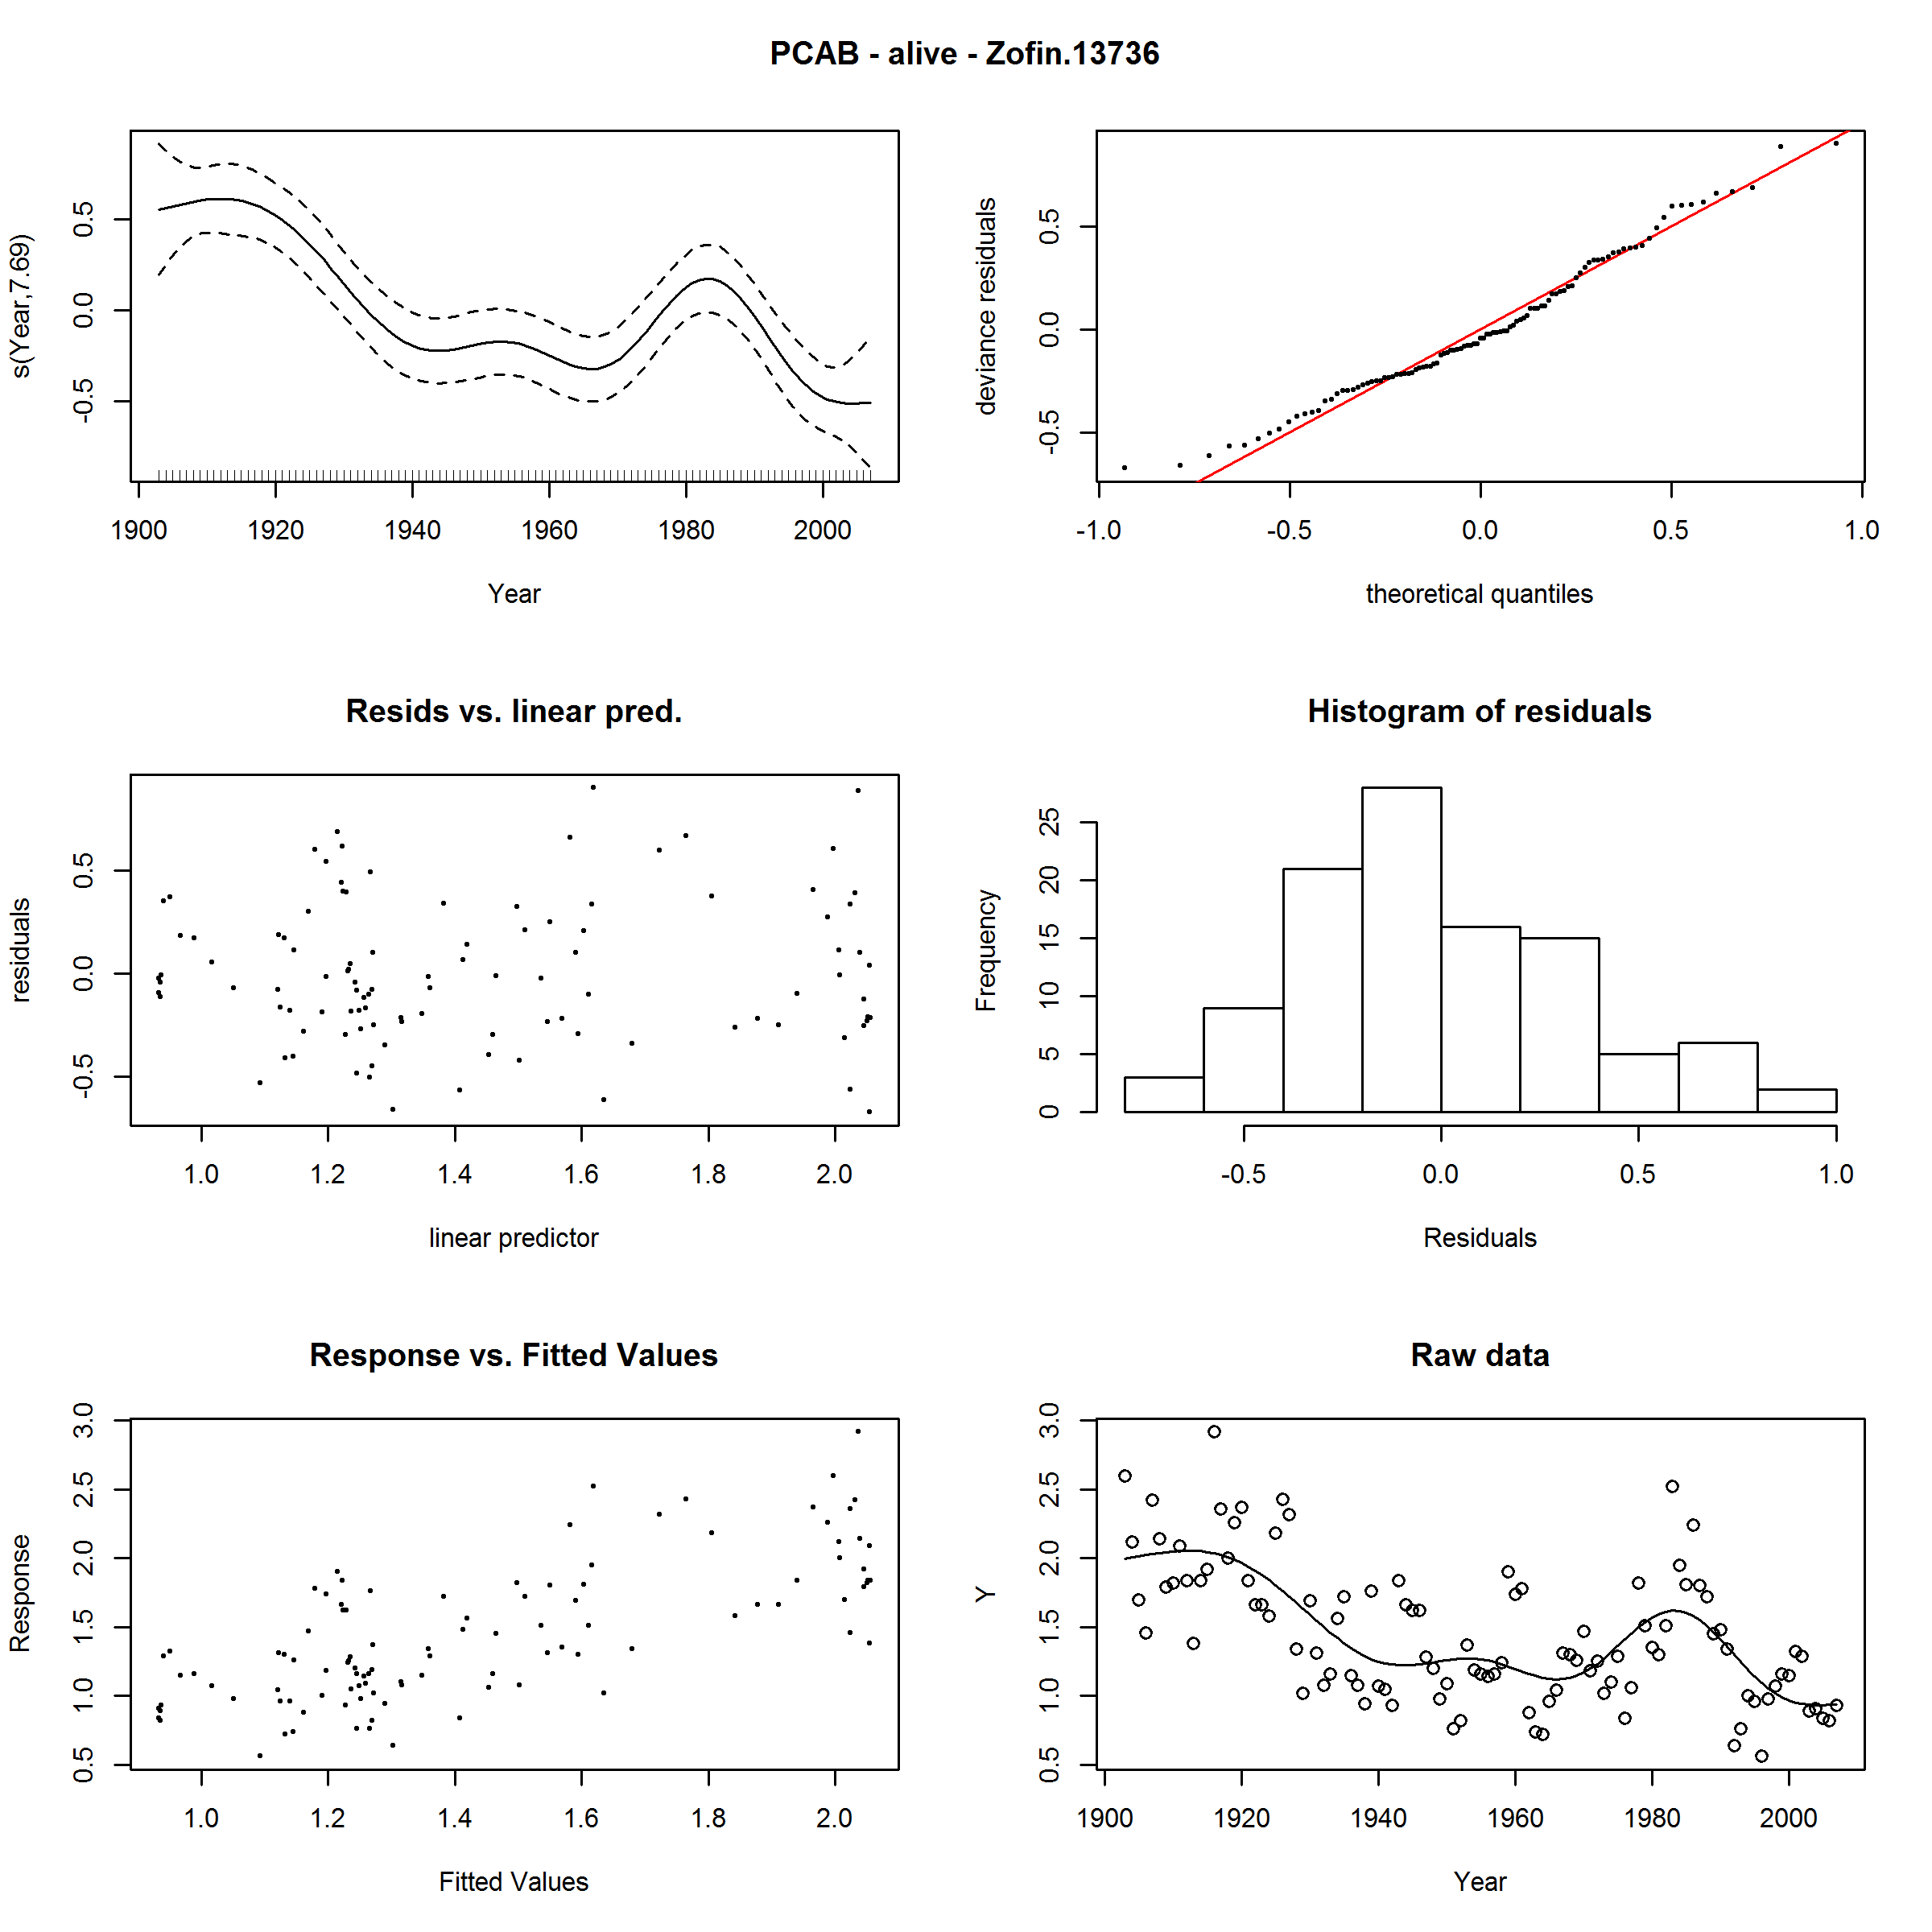 PCAB - alive - Zofin.13736
s(Year,7.69)
-0.5 0.0 0.5
1900 1920 1940 1960 1980 2000
Year
deviance residuals
-0.5 0.0 0.5
-1.0 -0.5 0.0 0.5 1.0
theoretical quantiles
Resids vs. linear pred.
residuals
-0.5 0.0 0.5
1.0 1.2 1.4 1.6 1.8 2.0
linear predictor
Histogram of residuals
Frequency
0 5 10 15 20 25
-0.5 0.0 0.5 1.0
Residuals
Response vs. Fitted Values
Response
0.5 1.0 1.5 2.0 2.5 3.0
1.0 1.2 1.4 1.6 1.8 2.0
Fitted Values
Raw data
Y
0.5 1.0 1.5 2.0 2.5 3.0
1900 1920 1940 1960 1980 2000
Year